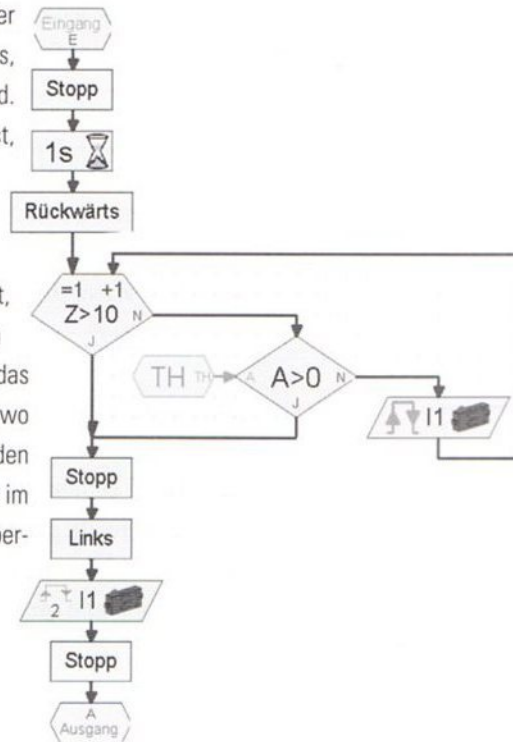 er
Eingang
E
s,
Stopp
d.
t,
1s
Rückwärts
=1 +1
Z>10 N
J
t,
TH TH
A A>0 N
J
I1
das
wo
den
Stopp
im
Links
per-
2 I1
Stopp
A
Ausgang